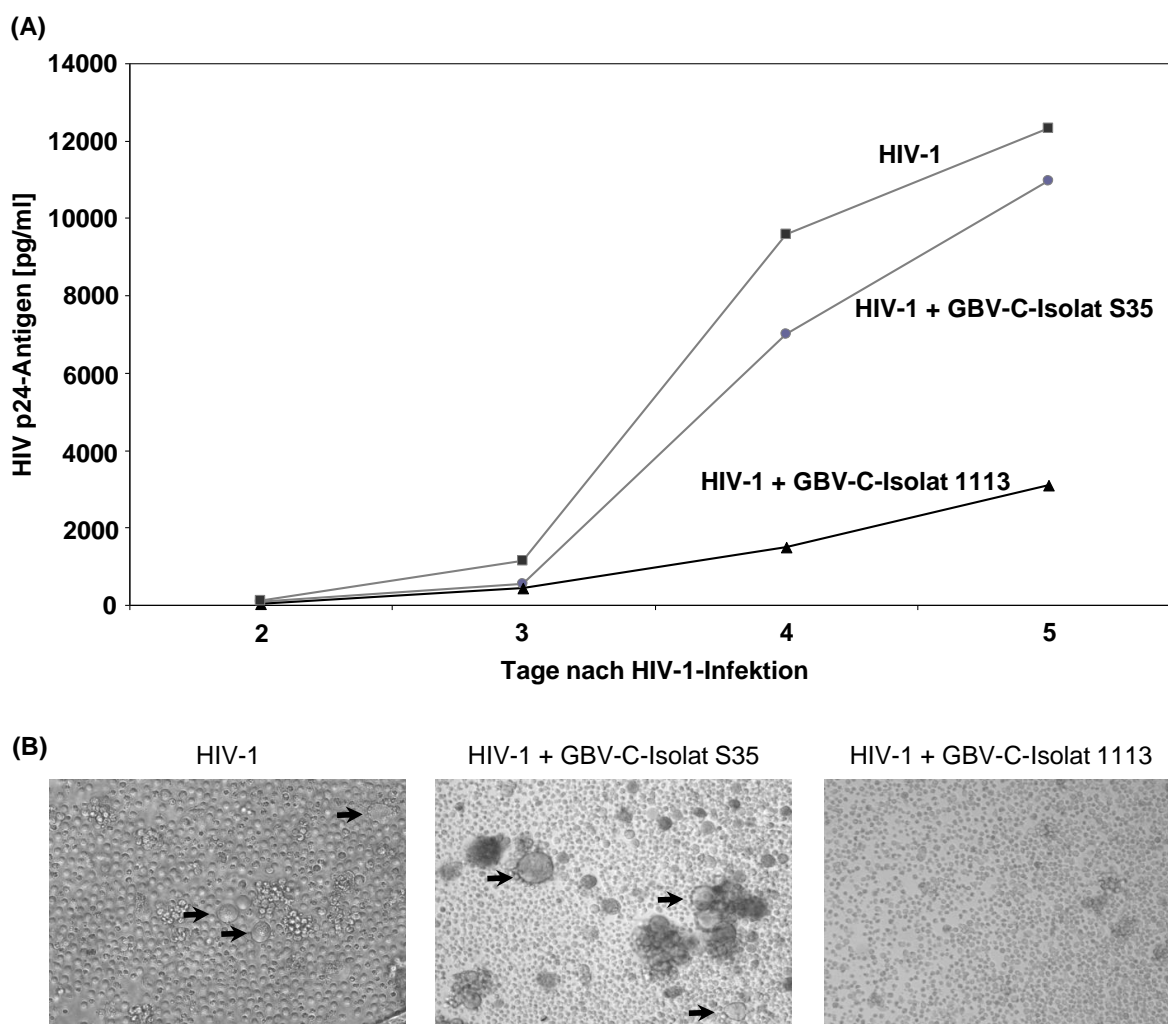 (A)
14000
12000
10000
8000
6000
4000
2000
0
HIV p24-Antigen [pg/ml]
HIV-1
HIV-1 + GBV-C-Isolat S35
HIV-1 + GBV-C-Isolat 1113
2 3 4 5
Tage nach HIV-1-Infektion
(B)
HIV-1 HIV-1 + GBV-C-Isolat S35 HIV-1 + GBV-C-Isolat 1113